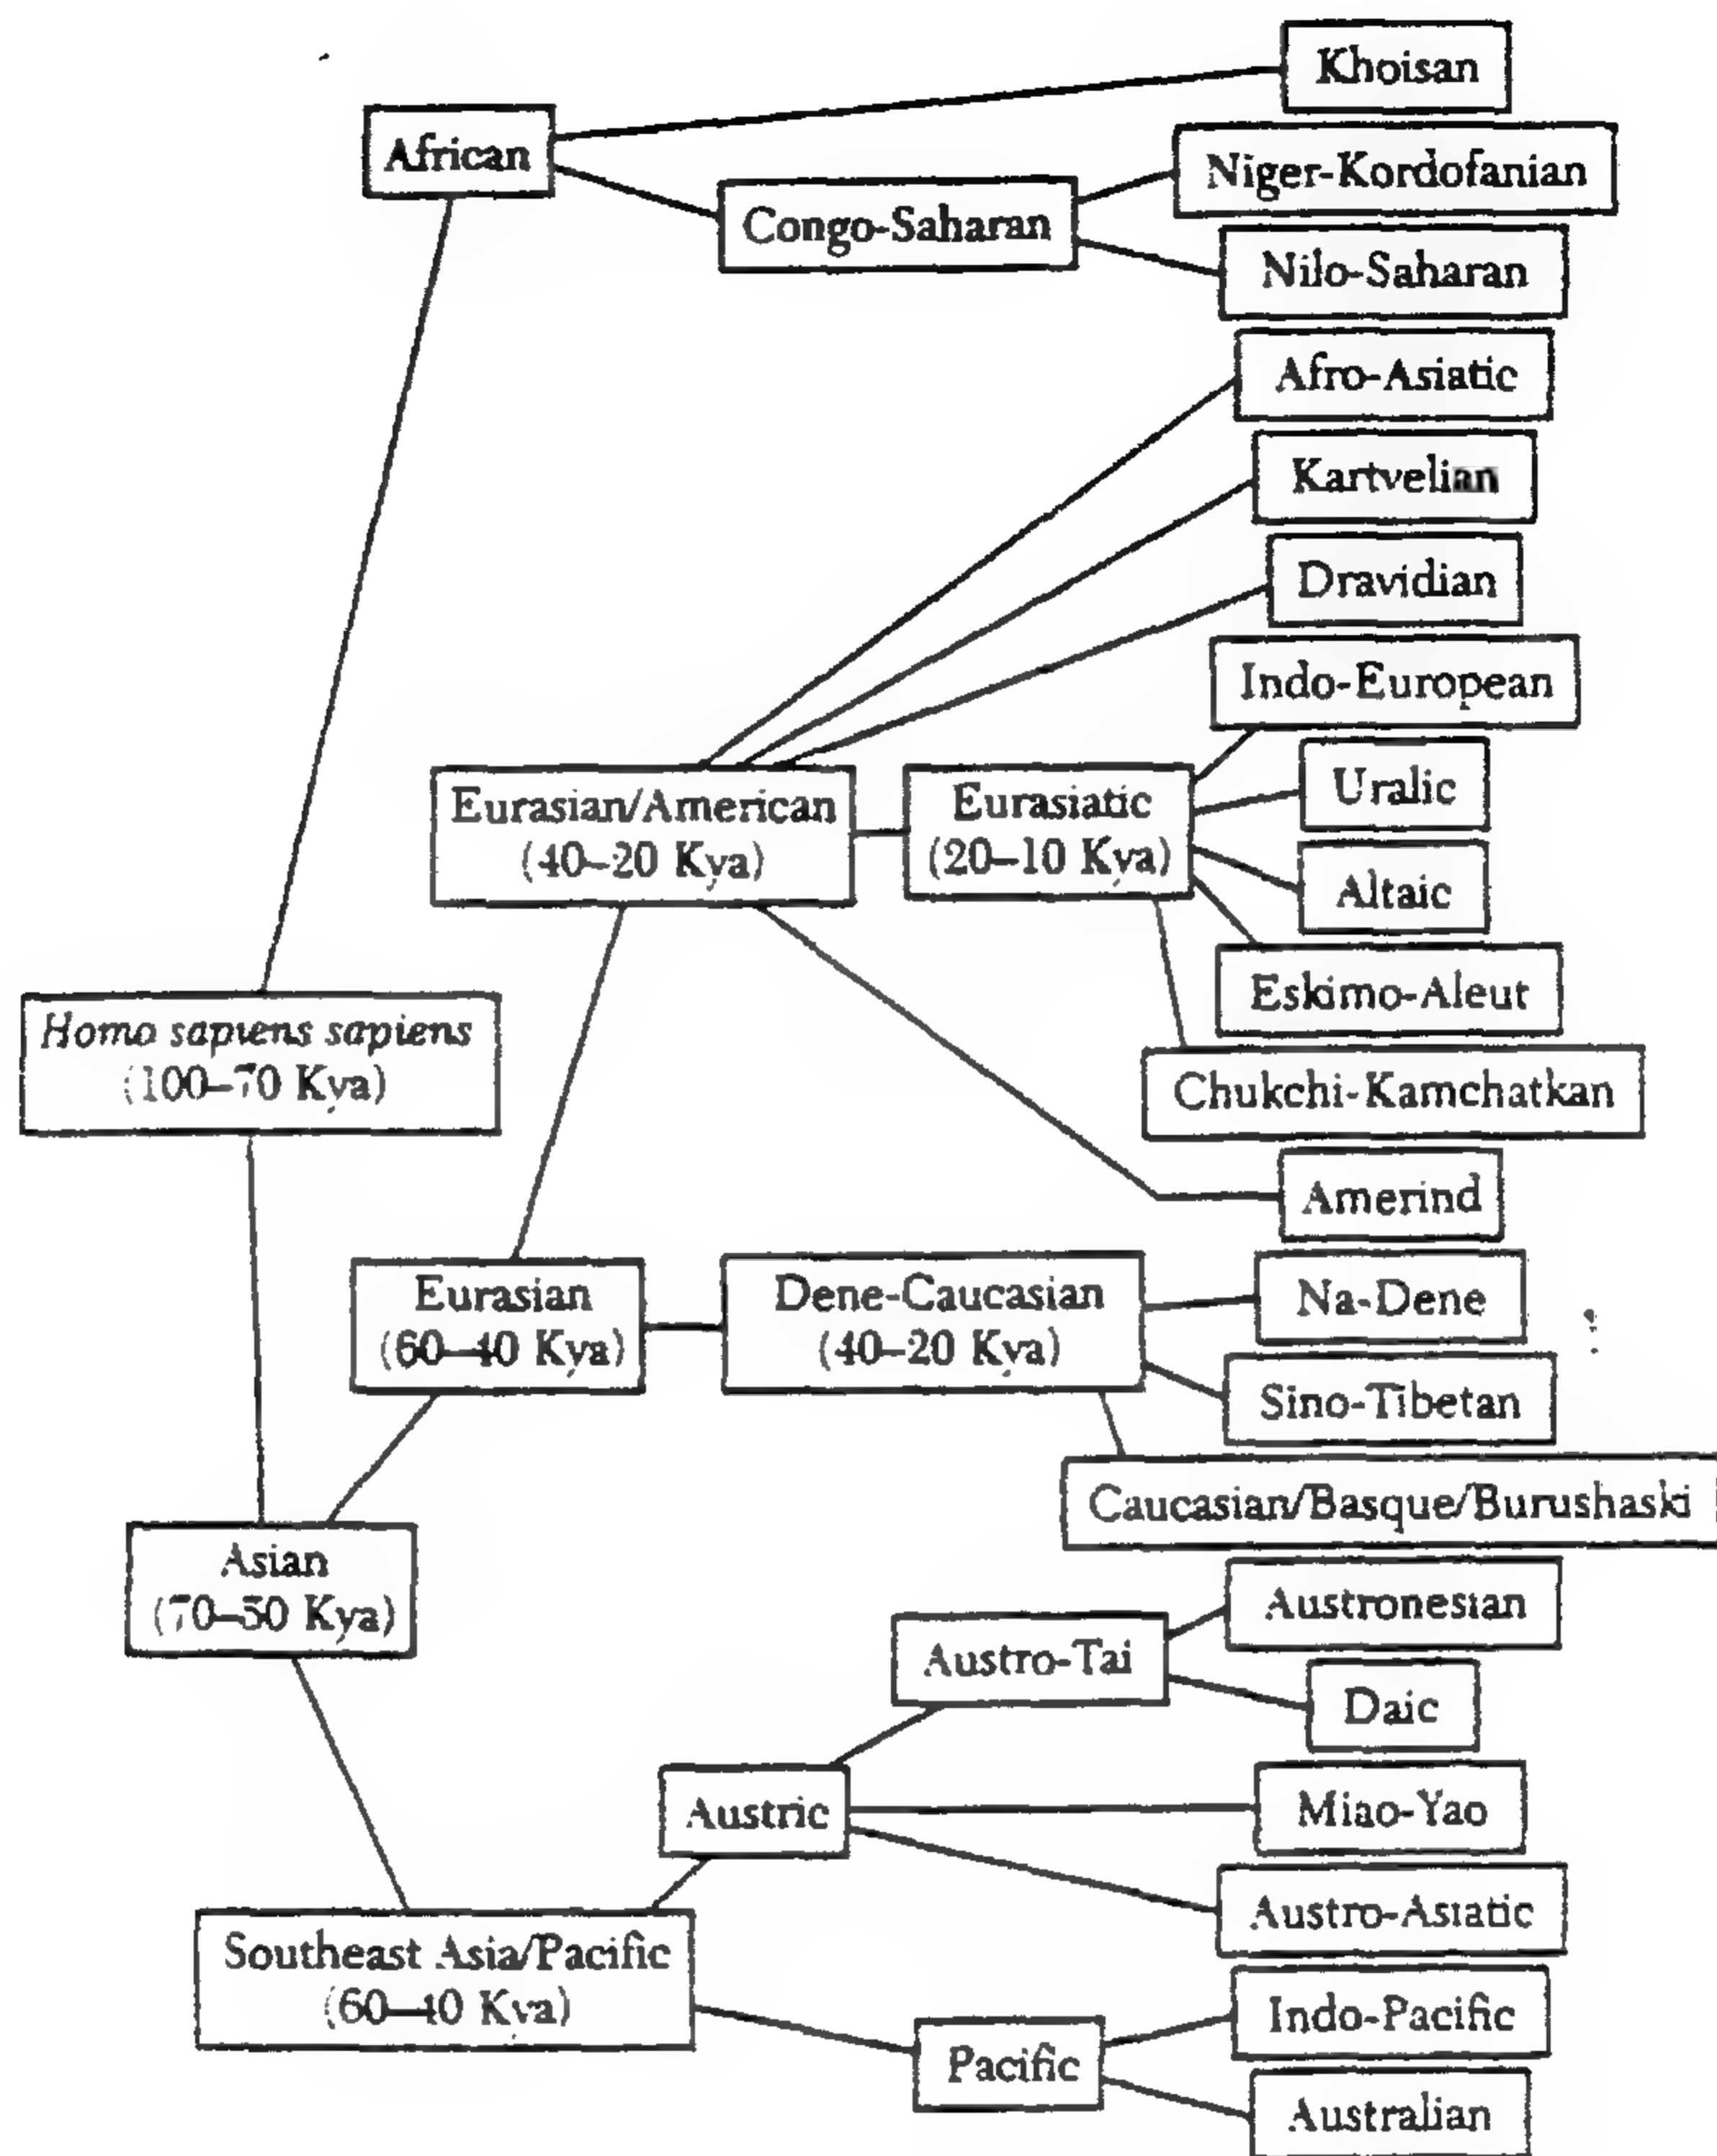 Khoisan
African
Niger-Kordofanian
Congo-Saharan
Nilo-Saharan
Afro-Asiatic
Kartvelian
Dravidian
Indo-European
Eurasian/American
(40–20 Kya)
Eurasiatic
(20–10 Kya)
Uralic
Altaic
Eskimo-Aleut
Homo sapiens sapiens
(100–70 Kya)
Chukchi-Kamchatkan
Amerind
Eurasian
(60–40 Kya)
Dene-Caucasian
(40–20 Kya)
Na-Dene
Sino-Tibetan
Caucasian/Basque/Burushaski
Asian
(70–50 Kya)
Austronesian
Austro-Tai
Daic
Austric
Miao-Yao
Austro-Asiatic
Southeast Asia/Pacific
(60–40 Kya)
Indo-Pacific
Pacific
Australian